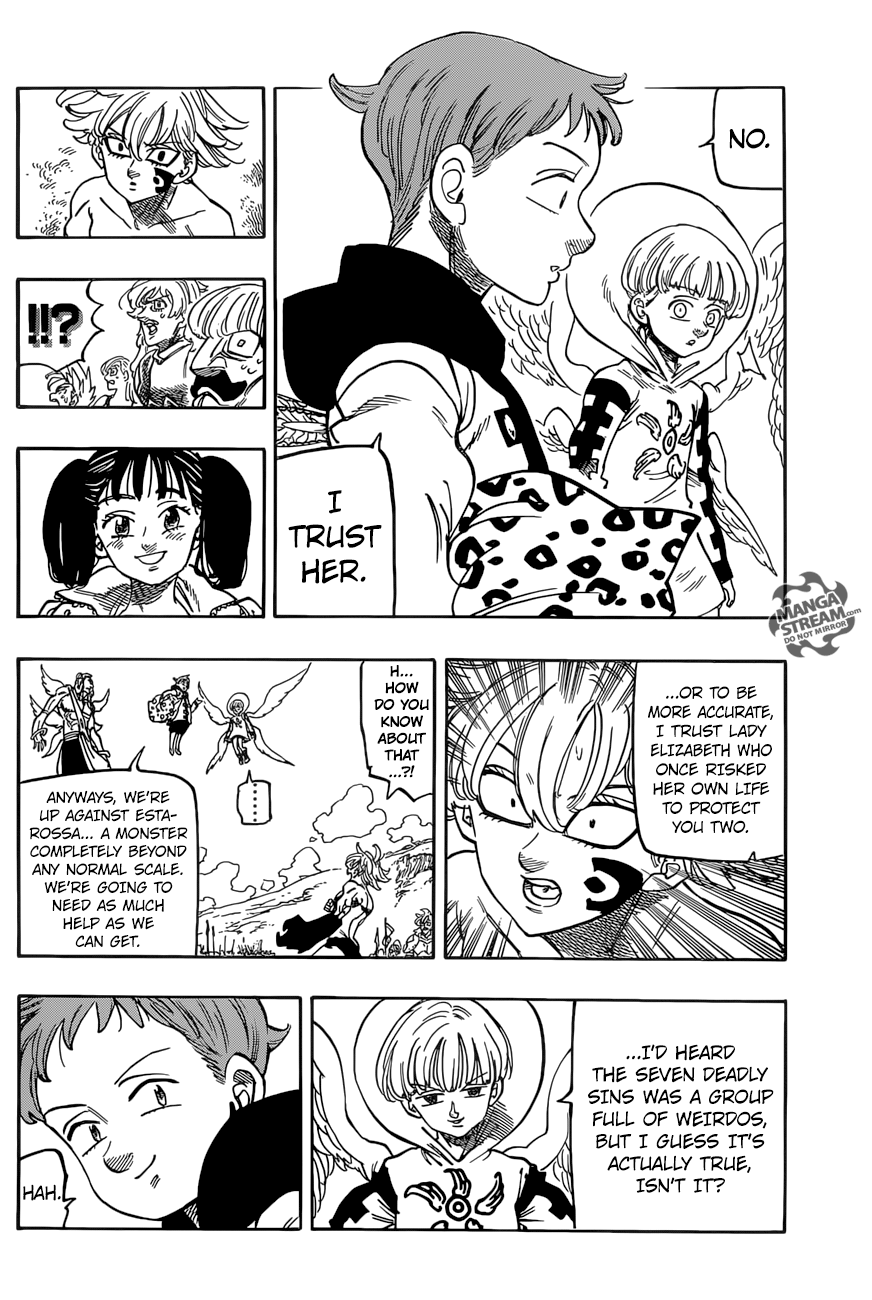 NO.
I
TRUST
HER.
!!?
MANGA
STREAM.com
DO NOT MIRROR
...OR TO BE
MORE ACCURATE,
I TRUST LADY
ELIZABETH WHO
ONCE RISKED
HER OWN LIFE
TO PROTECT
YOU TWO.
H...
HOW
DO YOU
KNOW
ABOUT
THAT
...?!
......
ANYWAYS, WE'RE
UP AGAINST ESTA-
ROSSA... A MONSTER
COMPLETELY BEYOND
ANY NORMAL SCALE.
WE'RE GOING TO
NEED AS MUCH
HELP AS WE
CAN GET.
...I'D HEARD
THE SEVEN DEADLY
SINS WAS A GROUP
FULL OF WEIRDOS,
BUT I GUESS IT'S
ACTUALLY TRUE,
ISN'T IT?
HAH.